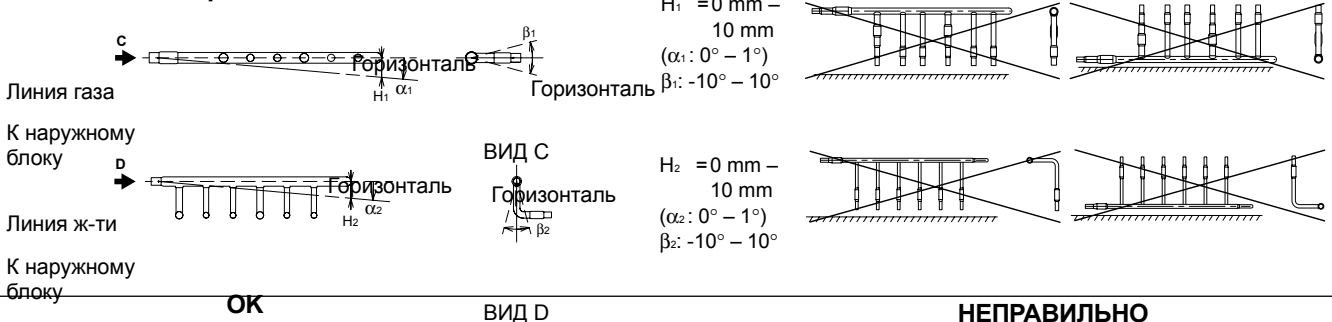 C
Горизонталь
H₁
α₁
β₁
Горизонталь
Линия газа
H₁ =0 mm –
10 mm
(α₁: 0° – 1°)
β₁: -10° – 10°
К наружному
блоку
D
ВИД C
Горизонталь
H₂
α₂
Горизонталь
β₂
Линия ж-ти
H₂ =0 mm –
10 mm
(α₂: 0° – 1°)
β₂: -10° – 10°
К наружному
блоку
OK
ВИД D
НЕПРАВИЛЬНО